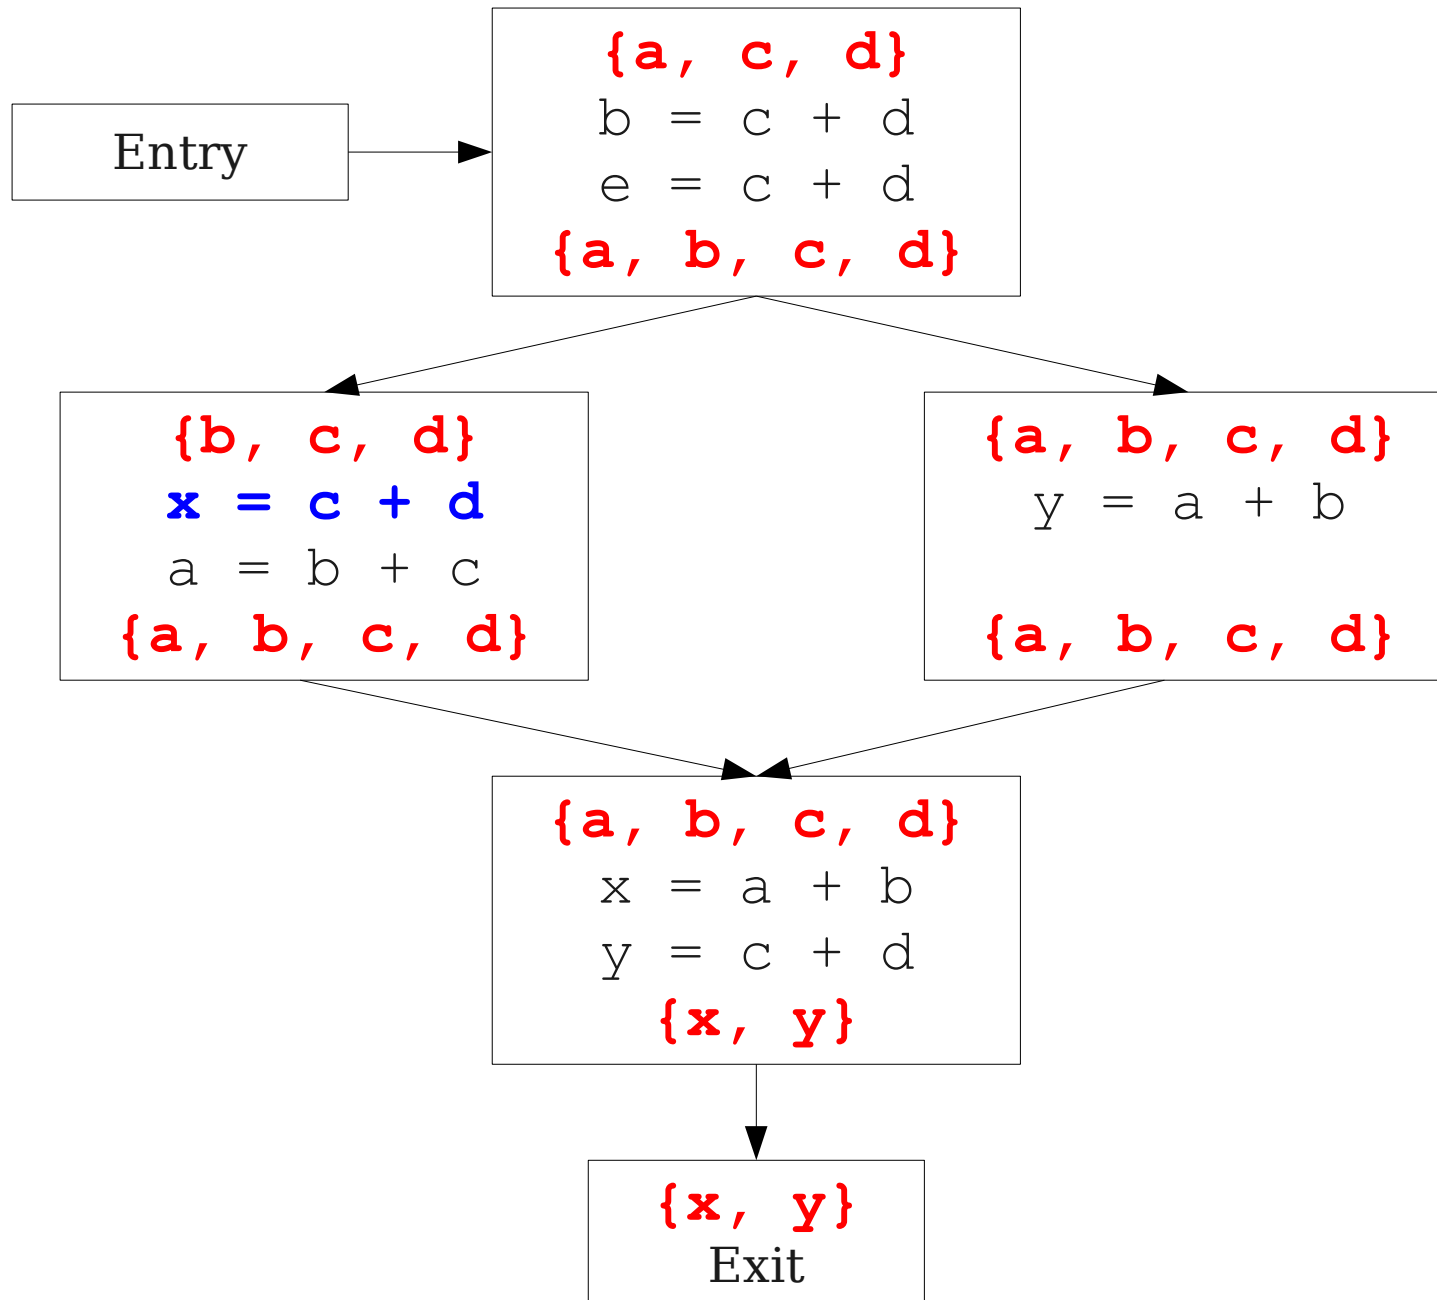 Entry
{a, c, d}
b = c + d
e = c + d
{a, b, c, d}
{b, c, d}
x = c + d
a = b + c
{a, b, c, d}
{a, b, c, d}
y = a + b
{a, b, c, d}
{a, b, c, d}
x = a + b
y = c + d
{x, y}
{x, y}
Exit